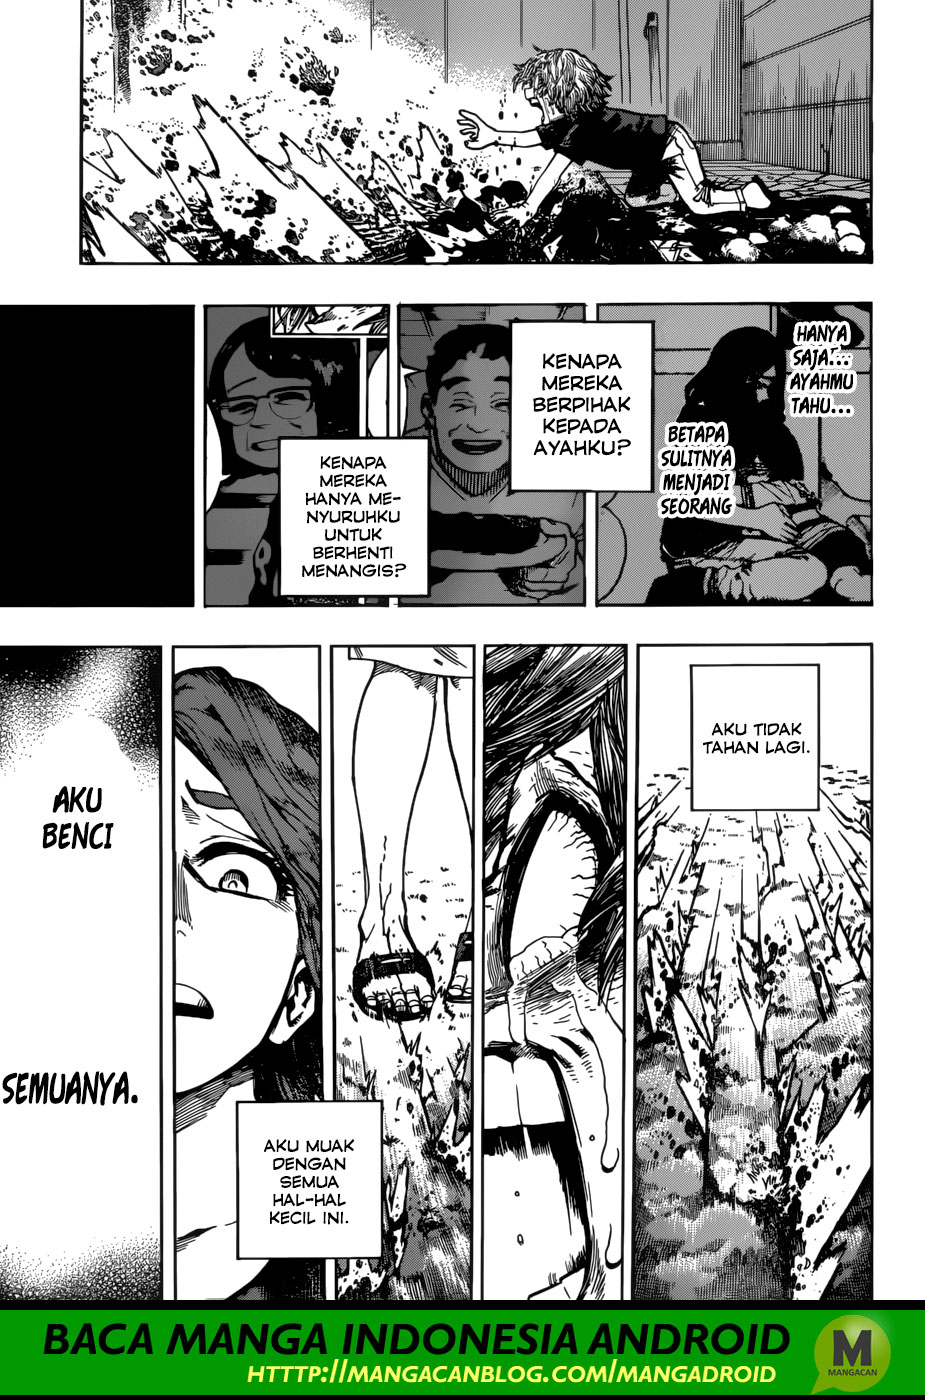 HANYA
SAJA...
AYAHMU
TAHU...
BETAPA
SULITNYA
MENJADI
SEORANG
KENAPA
MEREKA
BERPIHAK
KEPADA
AYAHKU?
KENAPA
MEREKA
HANYA ME-
NYURUHKU
UNTUK
BERHENTI
MENANGIS?
AKU TIDAK
TAHAN LAGI.
AKU MUAK
DENGAN
SEMUA
HAL-HAL
KECIL INI.
AKU
BENCI
SEMUANYA.
BACA MANGA INDONESIA ANDROID
HTTTP://MANGACANBLOG.COM/MANGADROID
M
MANGACAN